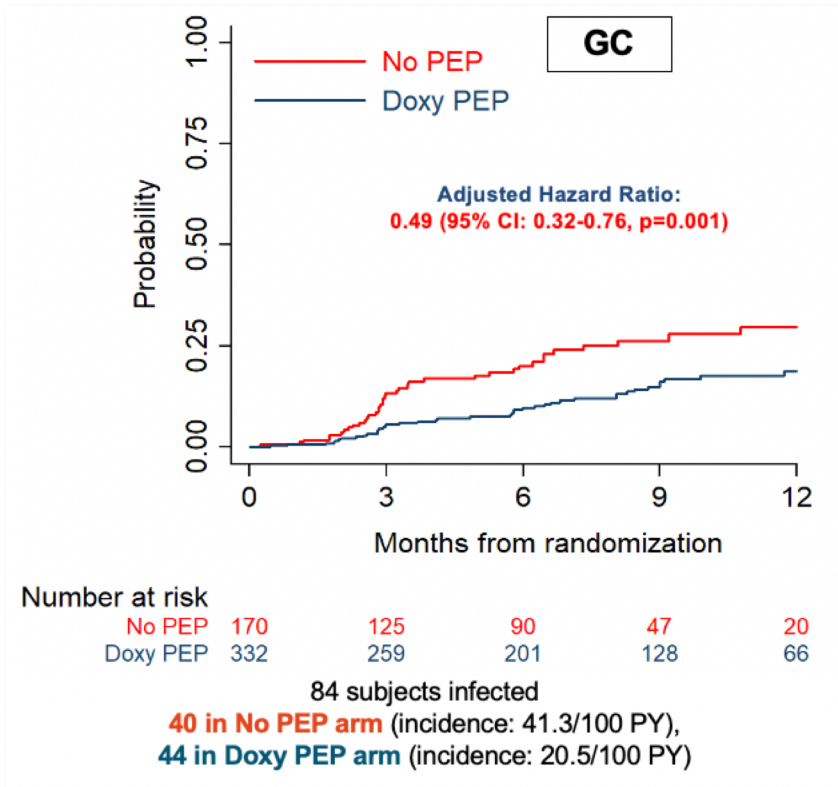 GC
No PEP
Doxy PEP
Adjusted Hazard Ratio:
0.49 (95% CI: 0.32-0.76, p=0.001)
Probability
1.00
0.75
0.50
0.25
0.00
0 3 6 9 12
Months from randomization
Number at risk
No PEP 170 125 90 47 20
Doxy PEP 332 259 201 128 66
84 subjects infected
40 in No PEP arm (incidence: 41.3/100 PY),
44 in Doxy PEP arm (incidence: 20.5/100 PY)